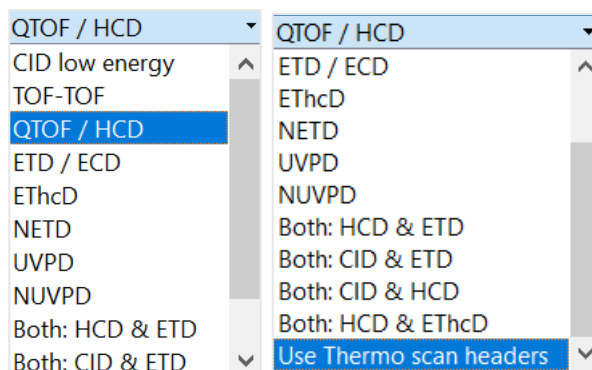 QTOF / HCD
CID low energy
TOF-TOF
QTOF / HCD
ETD / ECD
EThcD
NETD
UVPD
NUVPD
Both: HCD & ETD
Both: CID & ETD
QTOF / HCD
ETD / ECD
EThcD
NETD
UVPD
NUVPD
Both: HCD & ETD
Both: CID & ETD
Both: CID & HCD
Both: HCD & EThcD
Use Thermo scan headers